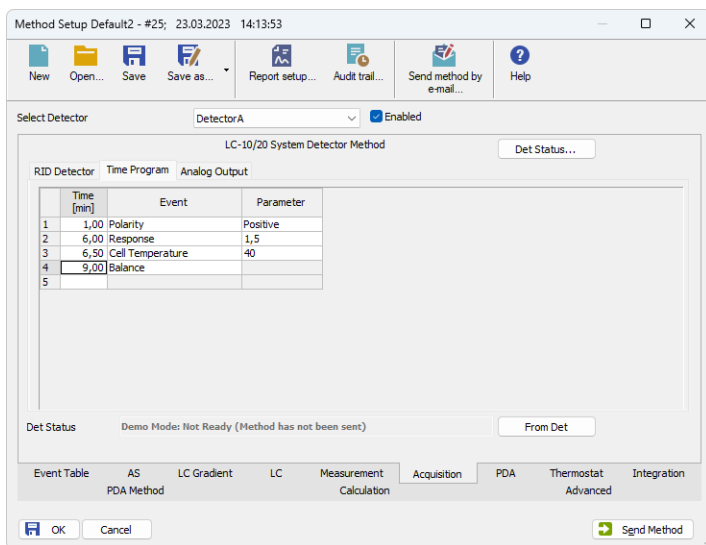 Method Setup Default2 - #25;  23.03.2023  14:13:53
New Open... Save Save as... Report setup... Audit trail... Send method by e-mail... Help
Select Detector DetectorA Enabled
LC-10/20 System Detector Method Det Status...
RID Detector Time Program Analog Output
Time [min] Event Parameter
1 1,00 Polarity Positive
2 6,00 Response 1,5
3 6,50 Cell Temperature 40
4 9,00 Balance
5
Det Status Demo Mode: Not Ready (Method has not been sent) From Det
Event Table AS LC Gradient LC Measurement Acquisition PDA Thermostat Integration
PDA Method Calculation Advanced
OK Cancel Send Method